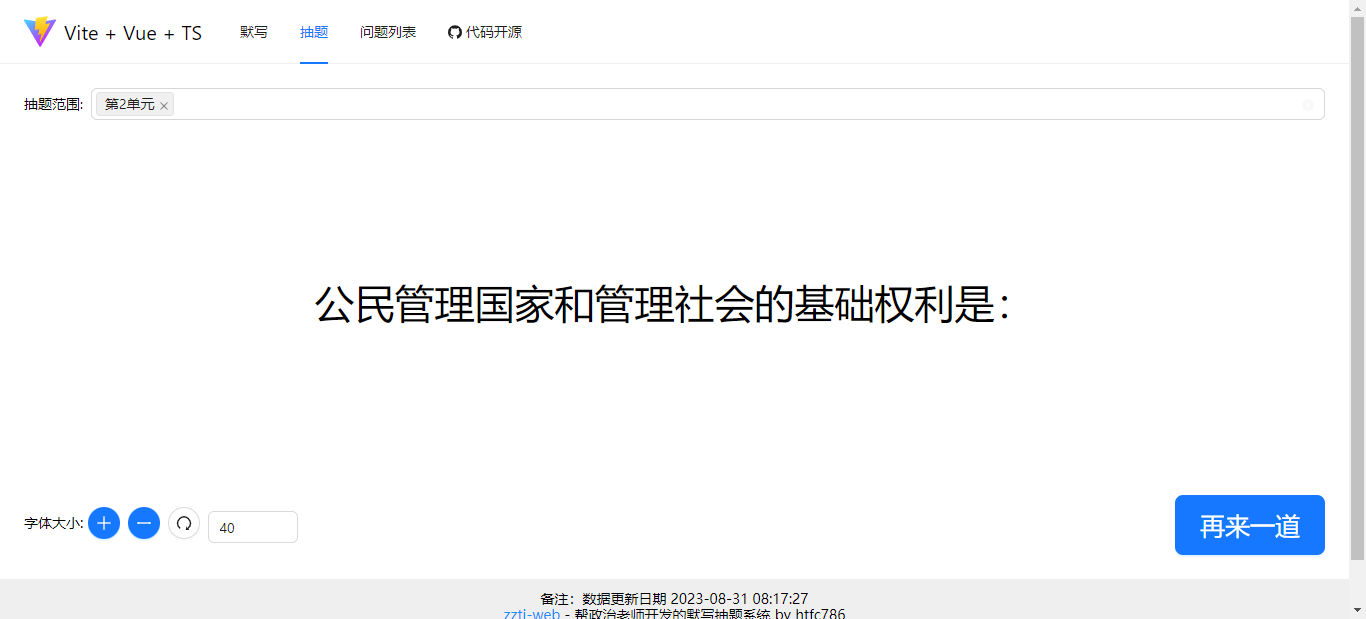 Vite + Vue + TS 默写 抽题 问题列表 代码开源
抽题范围: 第2单元
公民管理国家和管理社会的基础权利是：
字体大小: 40
再来一道
备注：数据更新日期 2023-08-31 08:17:27
zztj-web - 帮政治老师开发的默写抽题系统 by htfc786